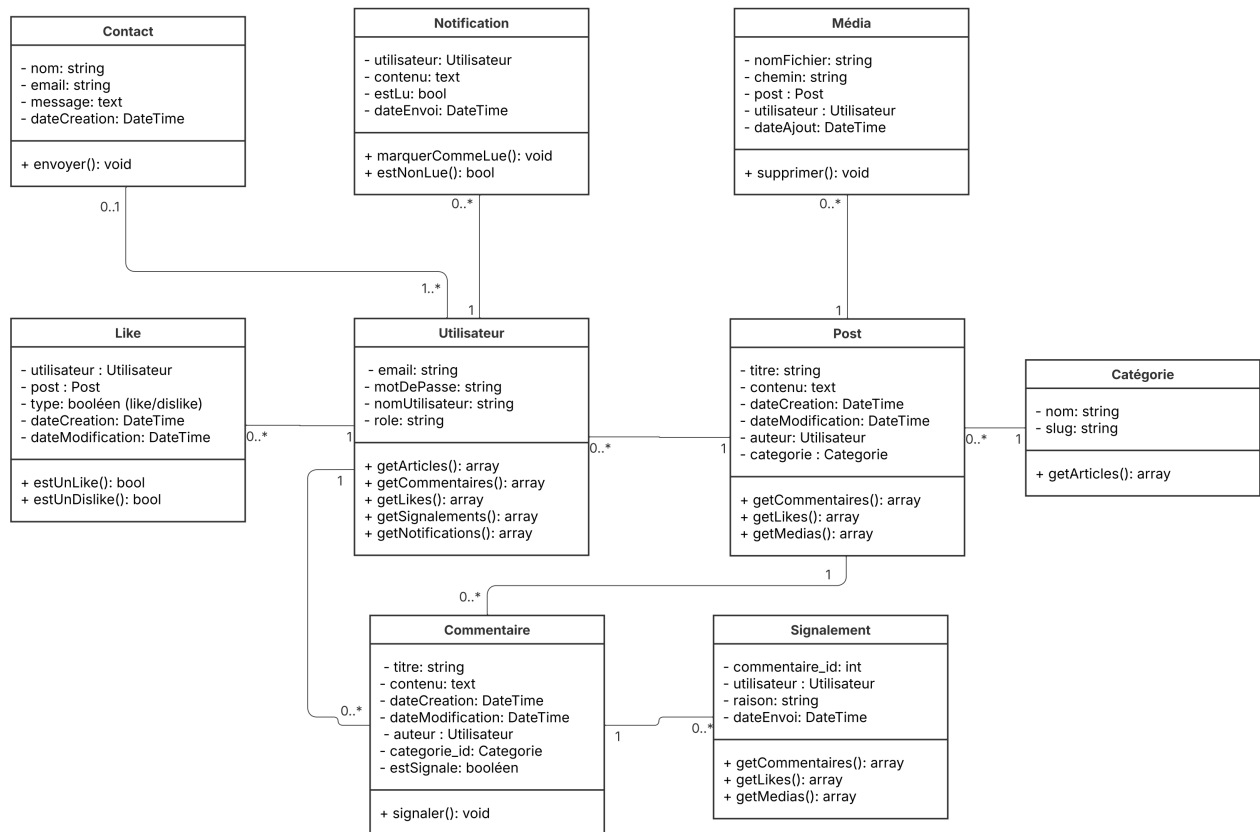 Contact
- nom: string
- email: string
- message: text
- dateCreation: DateTime
+ envoyer(): void
Notification
- utilisateur: Utilisateur
- contenu: text
- estLu: bool
- dateEnvoi: DateTime
+ marquerCommeLue(): void
+ estNonLue(): bool
Média
- nomFichier: string
- chemin: string
- post : Post
- utilisateur : Utilisateur
- dateAjout: DateTime
+ supprimer(): void
0..1
0..*
0..*
1..*
1
1
Like
- utilisateur : Utilisateur
- post : Post
- type: booléen (like/dislike)
- dateCreation: DateTime
- dateModification: DateTime
+ estUnLike(): bool
+ estUnDislike(): bool
0..*
1
Utilisateur
- email: string
- motDePasse: string
- nomUtilisateur: string
- role: string
+ getArticles(): array
+ getCommentaires(): array
+ getLikes(): array
+ getSignalements(): array
+ getNotifications(): array
0..*
1
Post
- titre: string
- contenu: text
- dateCreation: DateTime
- dateModification: DateTime
- auteur: Utilisateur
- categorie : Categorie
+ getCommentaires(): array
+ getLikes(): array
+ getMedias(): array
0..*
1
Catégorie
- nom: string
- slug: string
+ getArticles(): array
1
1
0..*
0..*
Commentaire
- titre: string
- contenu: text
- dateCreation: DateTime
- dateModification: DateTime
- auteur : Utilisateur
- categorie_id: Categorie
- estSignale: booléen
+ signaler(): void
1
0..*
Signalement
- commentaire_id: int
- utilisateur : Utilisateur
- raison: string
- dateEnvoi: DateTime
+ getCommentaires(): array
+ getLikes(): array
+ getMedias(): array